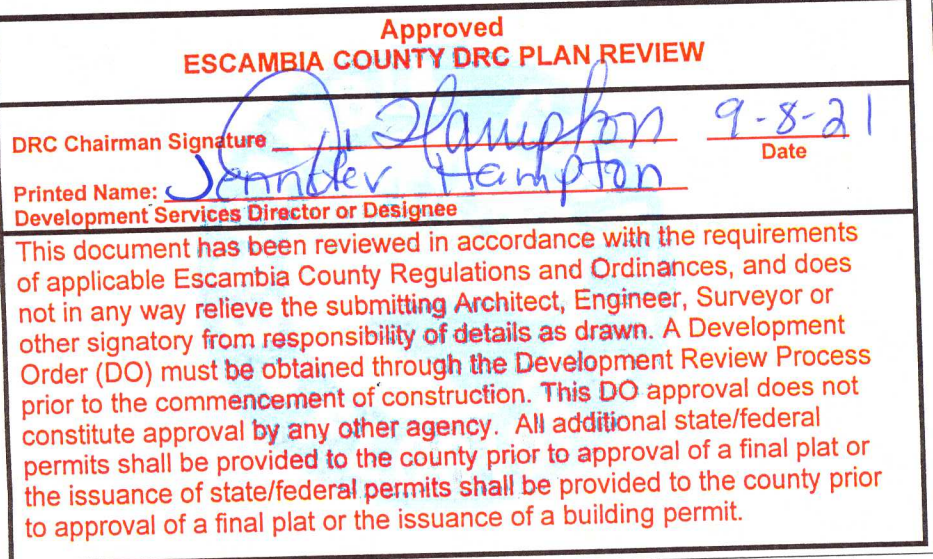 Approved
ESCAMBIA COUNTY DRC PLAN REVIEW
DRC Chairman Signature J. Hampton 9-8-21
Date
Printed Name: Jennifer Hampton
Development Services Director or Designee
This document has been reviewed in accordance with the requirements
of applicable Escambia County Regulations and Ordinances, and does
not in any way relieve the submitting Architect, Engineer, Surveyor or
other signatory from responsibility of details as drawn. A Development
Order (DO) must be obtained through the Development Review Process
prior to the commencement of construction. This DO approval does not
constitute approval by any other agency. All additional state/federal
permits shall be provided to the county prior to approval of a final plat or
the issuance of state/federal permits shall be provided to the county prior
to approval of a final plat or the issuance of a building permit.